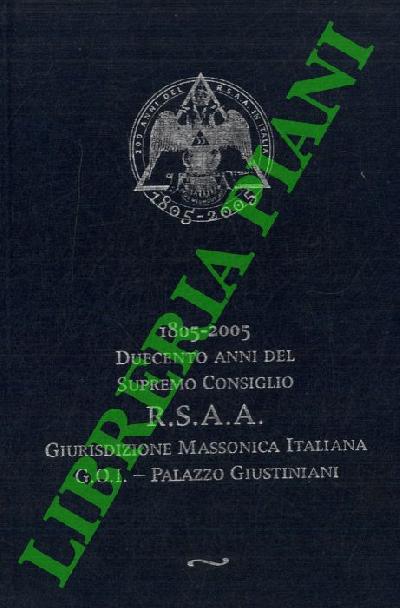 200 ANNI DEL R.S.A.A. IN ITALIA
1805-2005
1805-2005
DUECENTO ANNI DEL
SUPREMO CONSIGLIO
R.S.A.A.
GIURISDIZIONE MASSONICA ITALIANA
G.O.I. – PALAZZO GIUSTINIANI
~
LIBRERIA PIANI